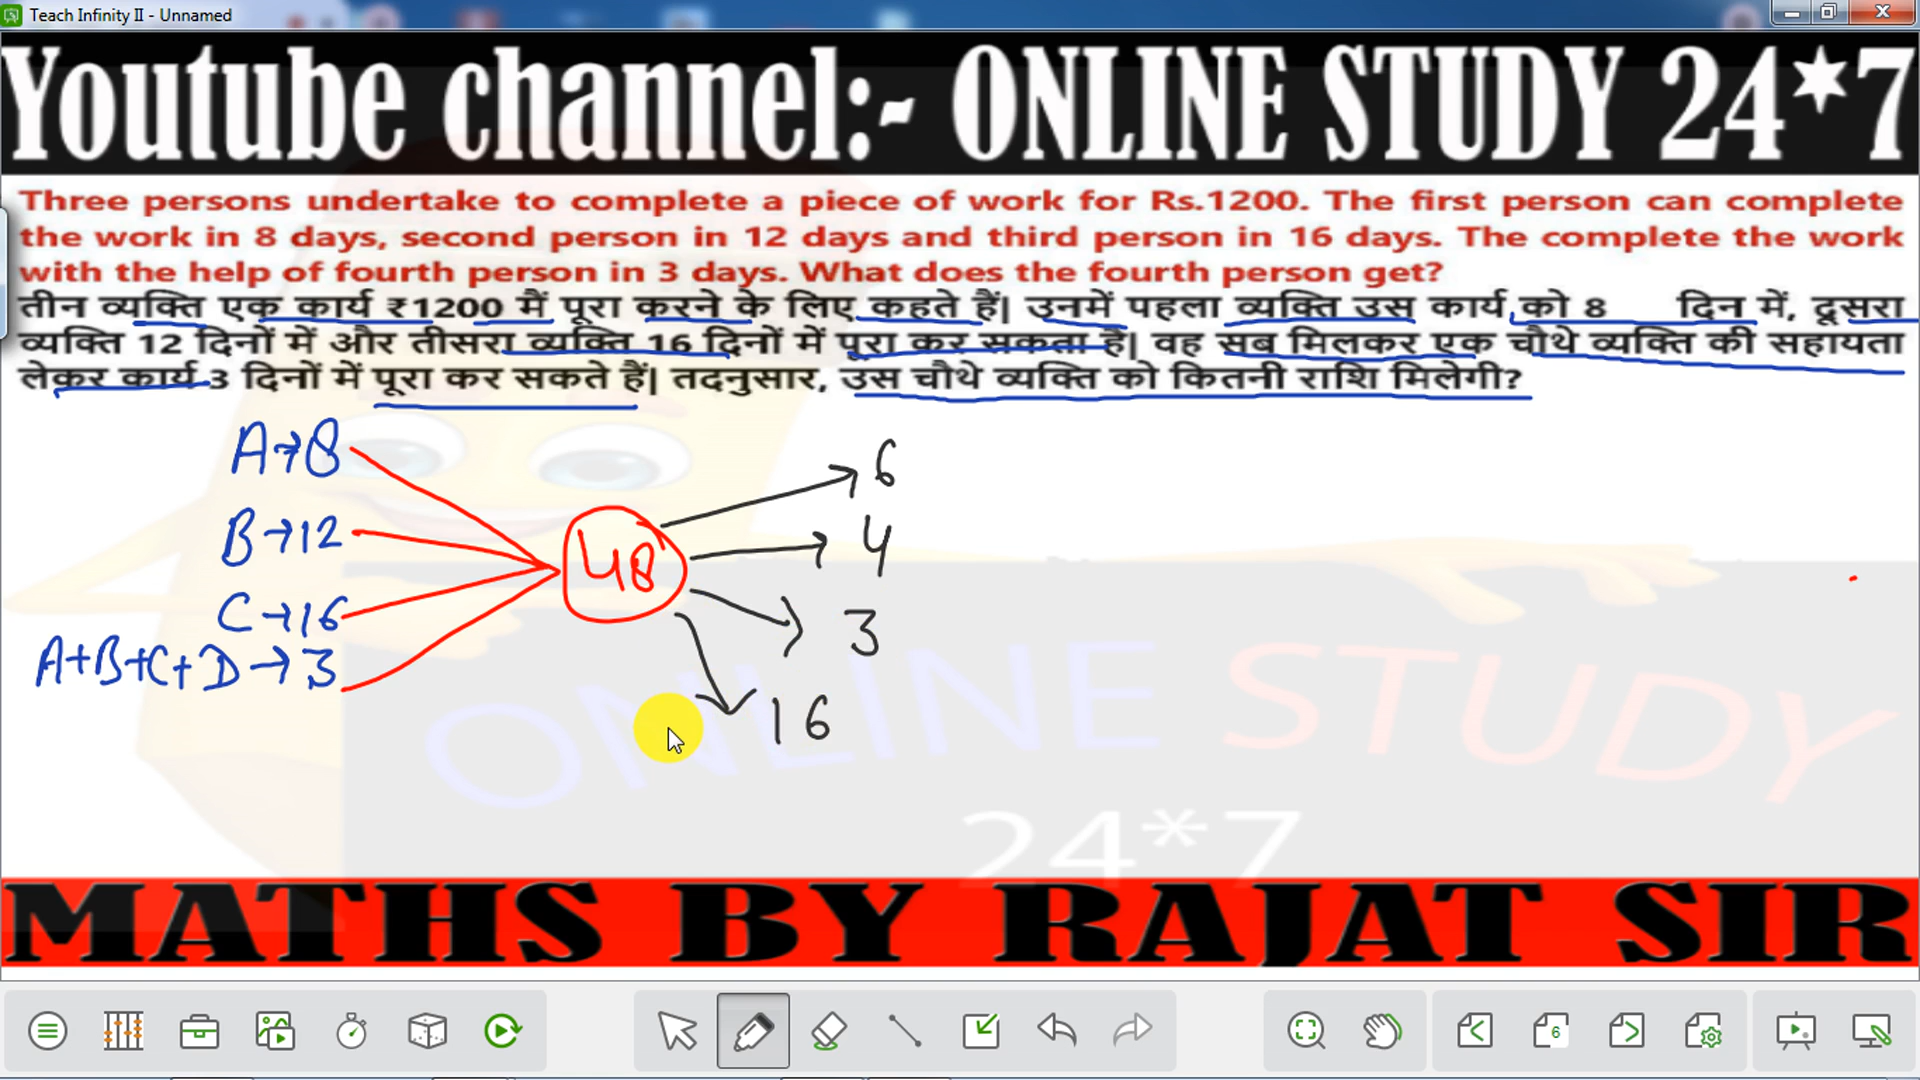 Teach Infinity II - Unnamed
Youtube channel:- ONLINE STUDY 24*7
Three persons undertake to complete a piece of work for Rs.1200. The first person can complete
the work in 8 days, second person in 12 days and third person in 16 days. The complete the work
with the help of fourth person in 3 days. What does the fourth person get?
तीन व्यक्ति एक कार्य ₹1200 मैं पूरा करने के लिए कहते हैं| उनमें पहला व्यक्ति उस कार्य को 8 दिन में, दूसरा
व्यक्ति 12 दिनों में और तीसरा व्यक्ति 16 दिनों में पूरा कर सकता है| वह सब मिलकर एक चौथे व्यक्ति की सहायता
लेकर कार्य 3 दिनों में पूरा कर सकते हैं| तदनुसार, उस चौथे व्यक्ति को कितनी राशि मिलेगी?
A→8
B→12
C→16
A+B+C+D→3
48
6
4
3
16
ONLINE STUDY
24*7
MATHS BY RAJAT SIR
6